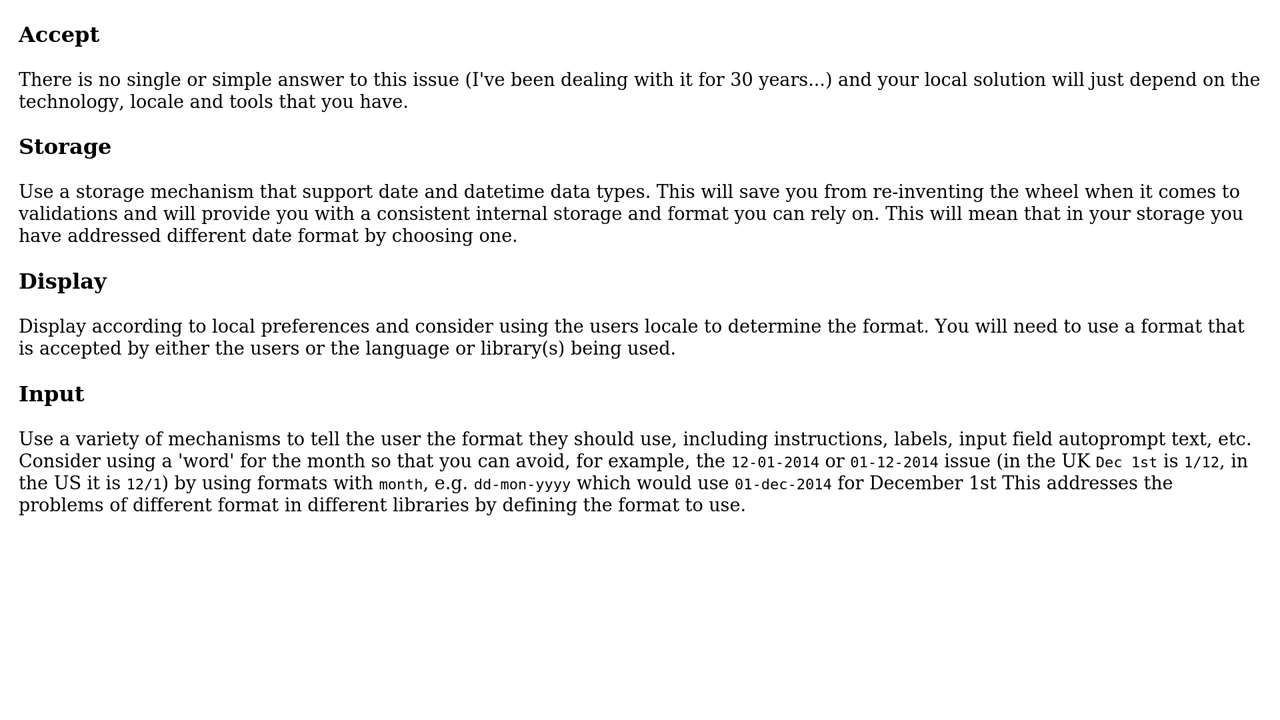 Accept
There is no single or simple answer to this issue (I've been dealing with it for 30 years...) and your local solution will just depend on the
technology, locale and tools that you have.
Storage
Use a storage mechanism that support date and datetime data types. This will save you from re-inventing the wheel when it comes to
validations and will provide you with a consistent internal storage and format you can rely on. This will mean that in your storage you
have addressed different date format by choosing one.
Display
Display according to local preferences and consider using the users locale to determine the format. You will need to use a format that
is accepted by either the users or the language or library(s) being used.
Input
Use a variety of mechanisms to tell the user the format they should use, including instructions, labels, input field autoprompt text, etc.
Consider using a 'word' for the month so that you can avoid, for example, the 12-01-2014 or 01-12-2014 issue (in the UK Dec 1st is 1/12, in
the US it is 12/1) by using formats with month, e.g. dd-mon-yyyy which would use 01-dec-2014 for December 1st This addresses the
problems of different format in different libraries by defining the format to use.